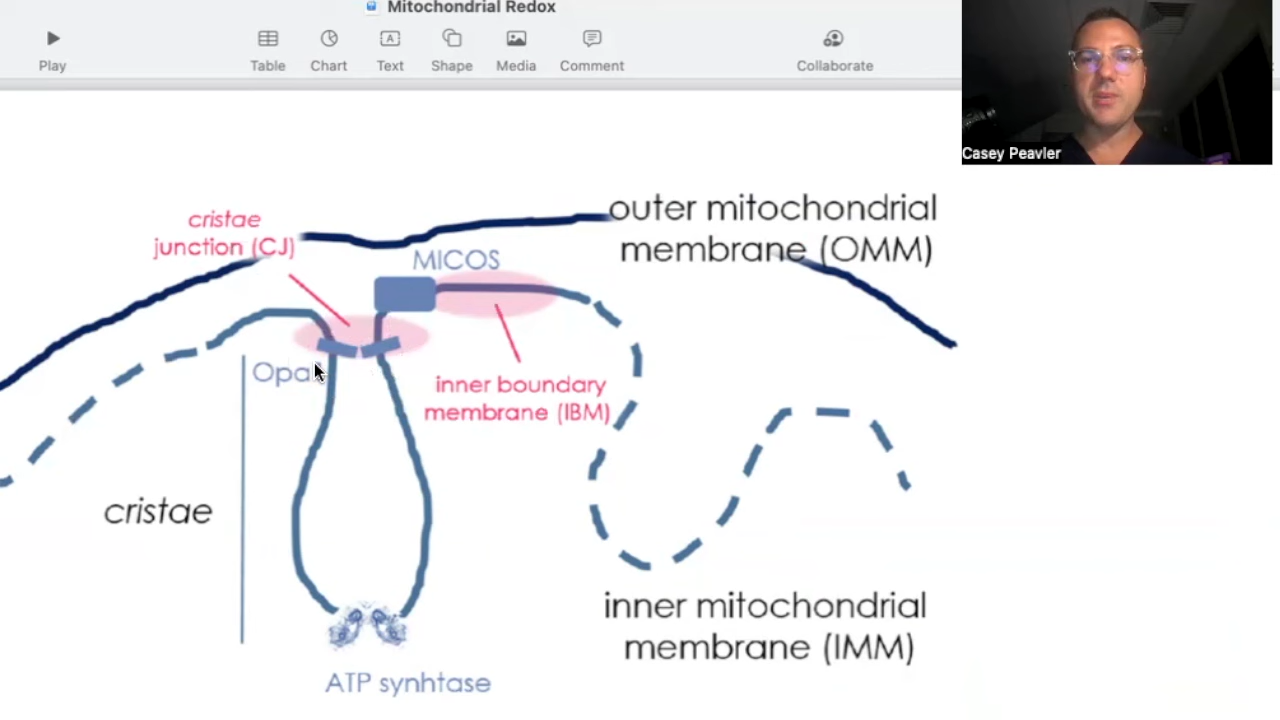 Mitochondrial Redox
Play
Table
Chart
Text
Shape
Media
Comment
Collaborate
Casey Peavler
outer mitochondrial
membrane (OMM)
cristae
junction (CJ)
MICOS
Opa
inner boundary
membrane (IBM)
cristae
inner mitochondrial
membrane (IMM)
ATP synhtase